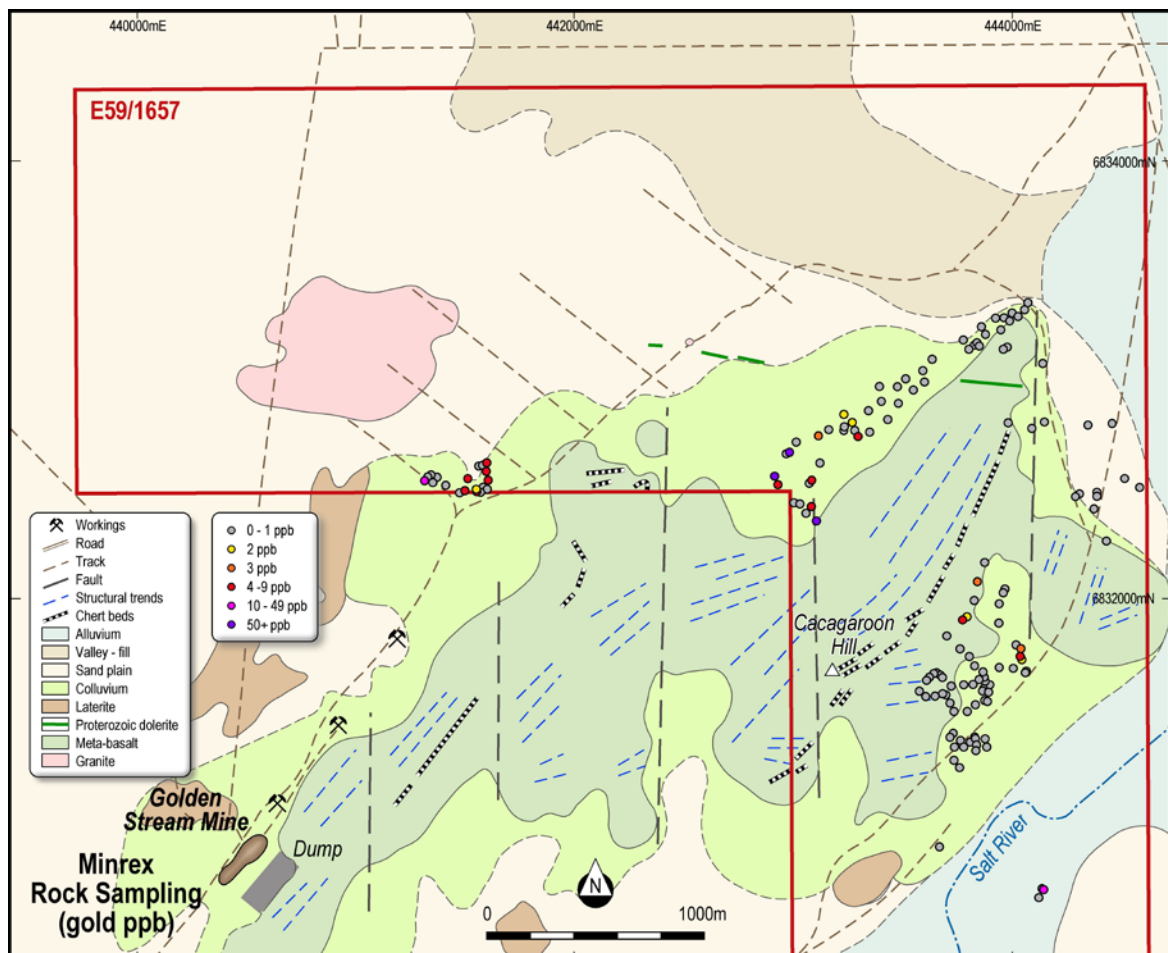 440000mE
442000mE
444000mE
E59/1657
6834000mN
Workings
Road
Track
Fault
Structural trends
Chert beds
Alluvium
Valley - fill
Sand plain
Colluvium
Laterite
Proterozoic dolerite
Meta-basalt
Granite
0 - 1 ppb
2 ppb
3 ppb
4 -9 ppb
10 - 49 ppb
50+ ppb
6832000mN
Cacagaroon
Hill
Golden
Stream Mine
Dump
Minrex
Rock Sampling
(gold ppb)
N
0
1000m
Salt River